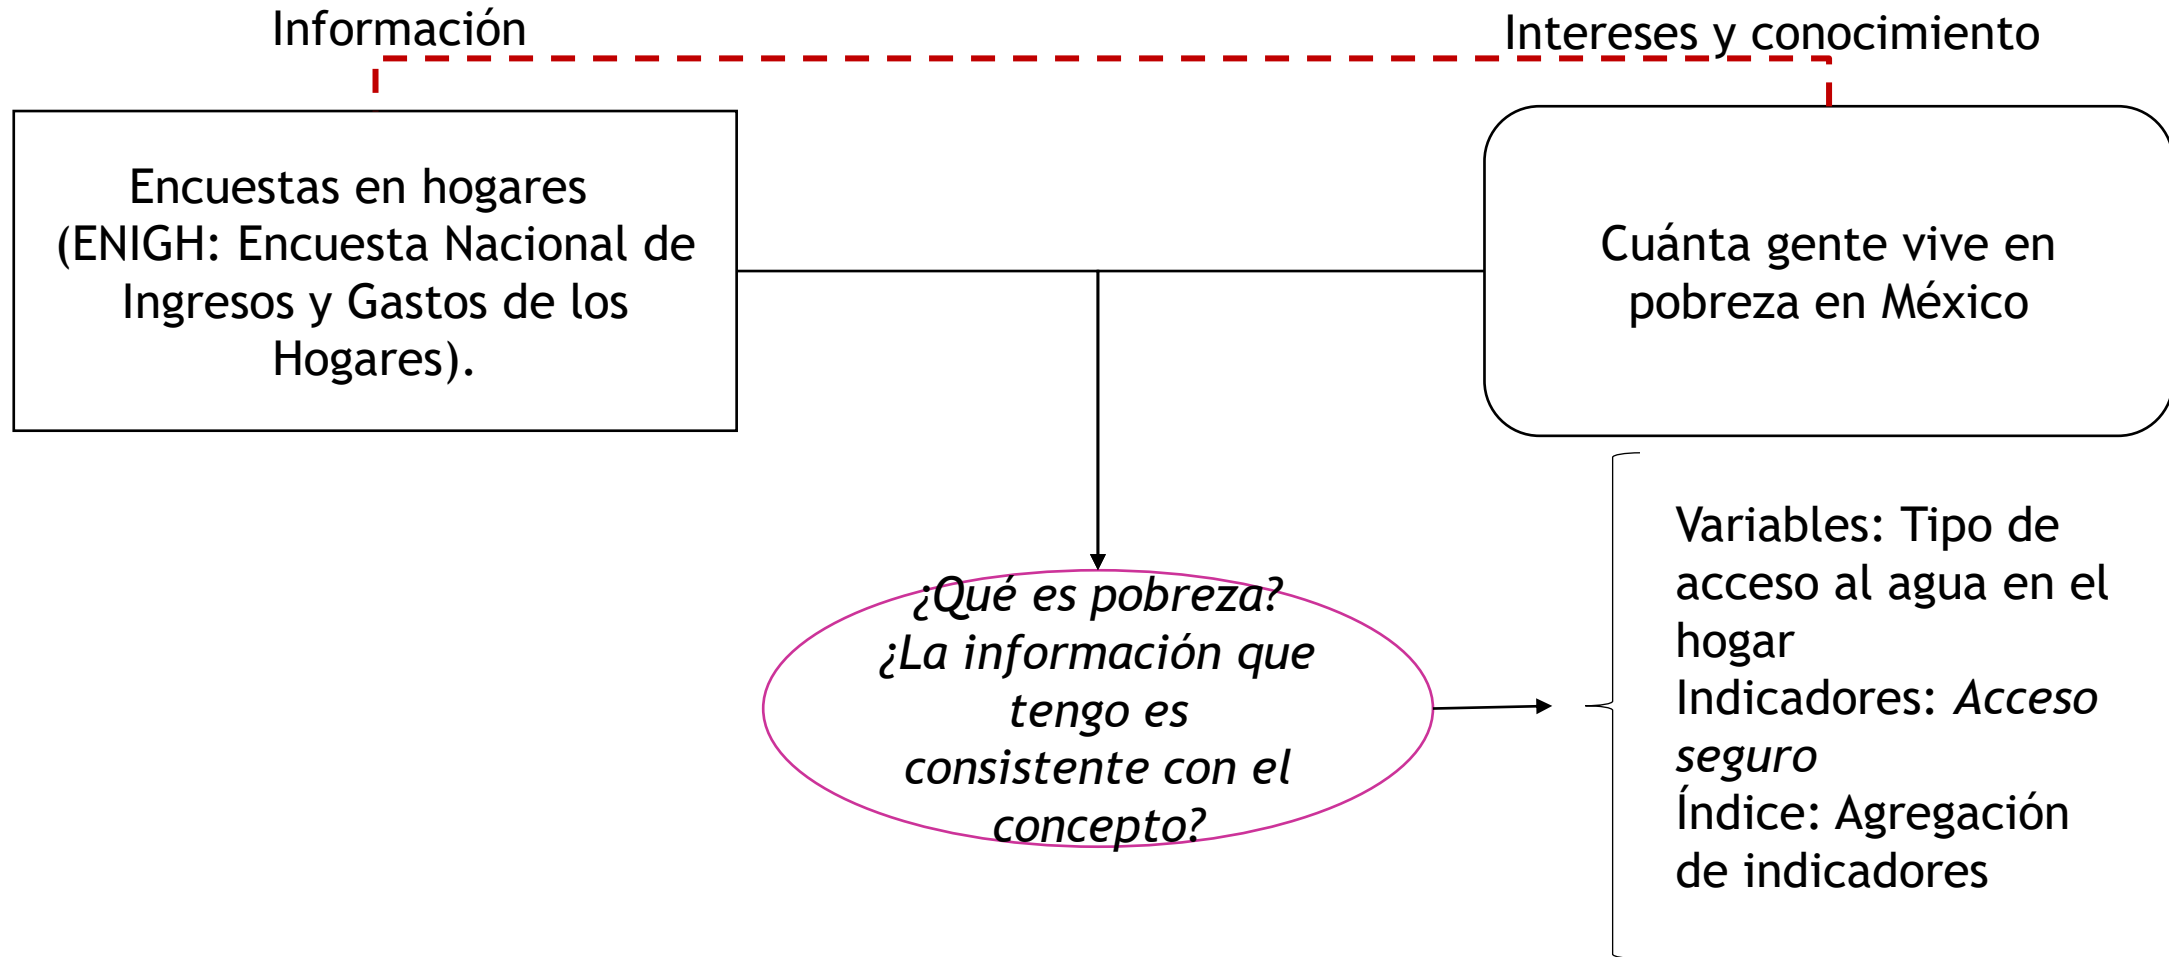 Información
Intereses y conocimiento
Encuestas en hogares
(ENIGH: Encuesta Nacional de
Ingresos y Gastos de los
Hogares).
Cuánta gente vive en
pobreza en México
¿Qué es pobreza?
¿La información que
tengo es
consistente con el
concepto?
Variables: Tipo de
acceso al agua en el
hogar
Indicadores: Acceso
seguro
Índice: Agregación
de indicadores